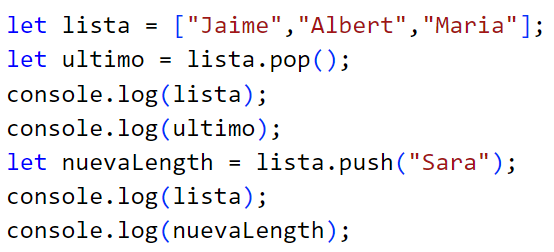 let lista = ["Jaime","Albert","Maria"];
let ultimo = lista.pop();
console.log(lista);
console.log(ultimo);
let nuevaLength = lista.push("Sara");
console.log(lista);
console.log(nuevaLength);